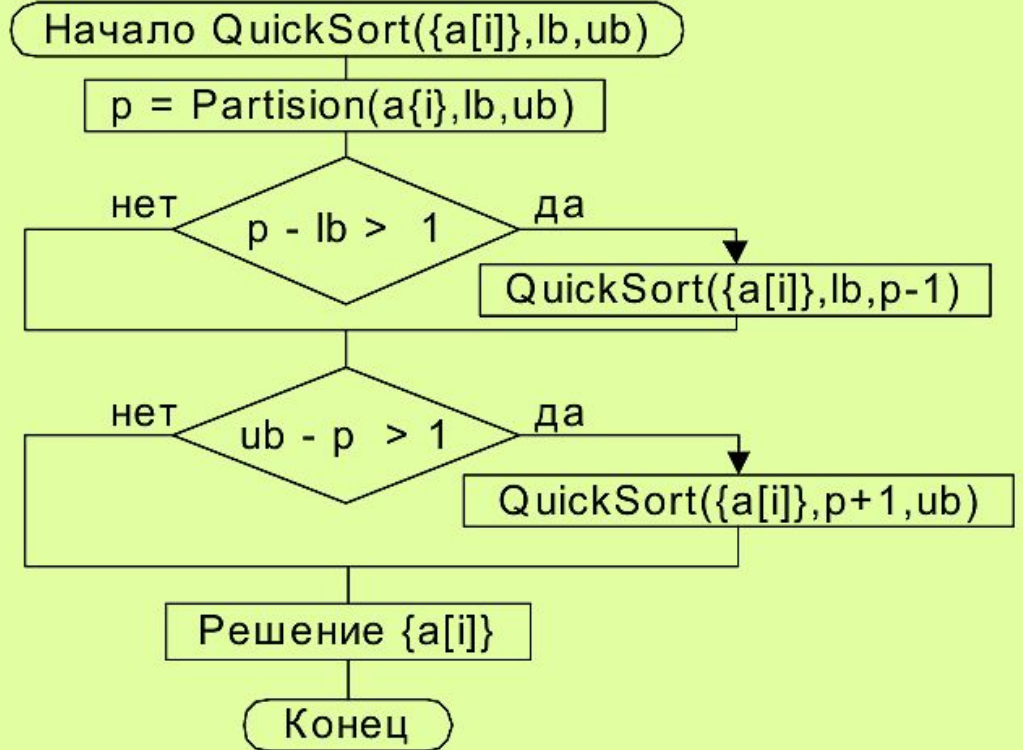 Начало QuickSort({a[i]},lb,ub)
p = Partision(a{i},lb,ub)
нет
да
p - lb > 1
QuickSort({a[i]},lb,p-1)
нет
да
ub - p > 1
QuickSort({a[i]},p+1,ub)
Решение {a[i]}
Конец